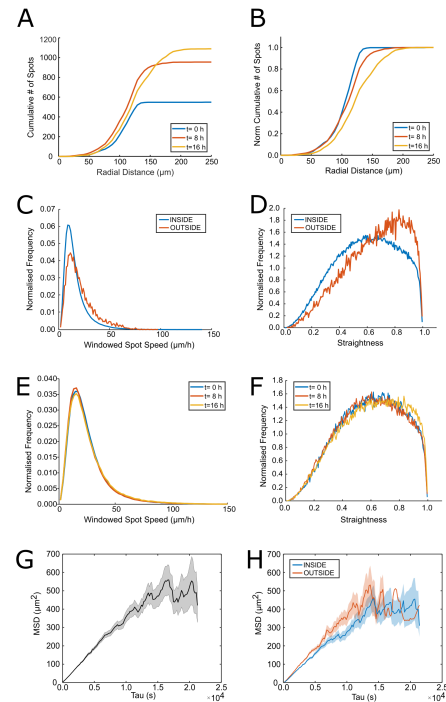 A
B
Cumulative # of Spots
1200
1000
800
600
400
200
0
0 50 100 150 200 250
Radial Distance (µm)
t= 0 h
t= 8 h
t=16 h
Norm Cumulative # of Spots
1.0
0.8
0.6
0.4
0.2
0.0
0 50 100 150 200 250
Radial Distance (µm)
t= 0 h
t= 8 h
t=16 h
C
D
Normalised Frequency
0.07
0.06
0.05
0.04
0.03
0.02
0.01
0.00
0 50 100 150
Windowed Spot Speed (µm/h)
INSIDE
OUTSIDE
Normalised Frequency
2.0
1.8
1.6
1.4
1.2
1.0
0.8
0.6
0.4
0.2
0
0.0 0.2 0.4 0.6 0.8 1.0
Straightness
INSIDE
OUTSIDE
E
F
Normalised Frequency
0.040
0.035
0.030
0.025
0.020
0.015
0.010
0.005
0.000
0 50 100 150
Windowed Spot Speed (µm/h)
t= 0 h
t= 8 h
t=16 h
Normalised Frequency
1.8
1.6
1.4
1.2
1.0
0.8
0.6
0.4
0.2
0
0.0 0.2 0.4 0.6 0.8 1.0
Straightness
t= 0 h
t= 8 h
t=16 h
G
H
MSD (µm²)
700
600
500
400
300
200
100
0
0.0 0.5 1.0 1.5 2.0 2.5
×10⁴
Tau (s)
MSD (µm²)
700
600
500
400
300
200
100
0
0.0 0.5 1.0 1.5 2.0 2.5
×10⁴
Tau (s)
INSIDE
OUTSIDE